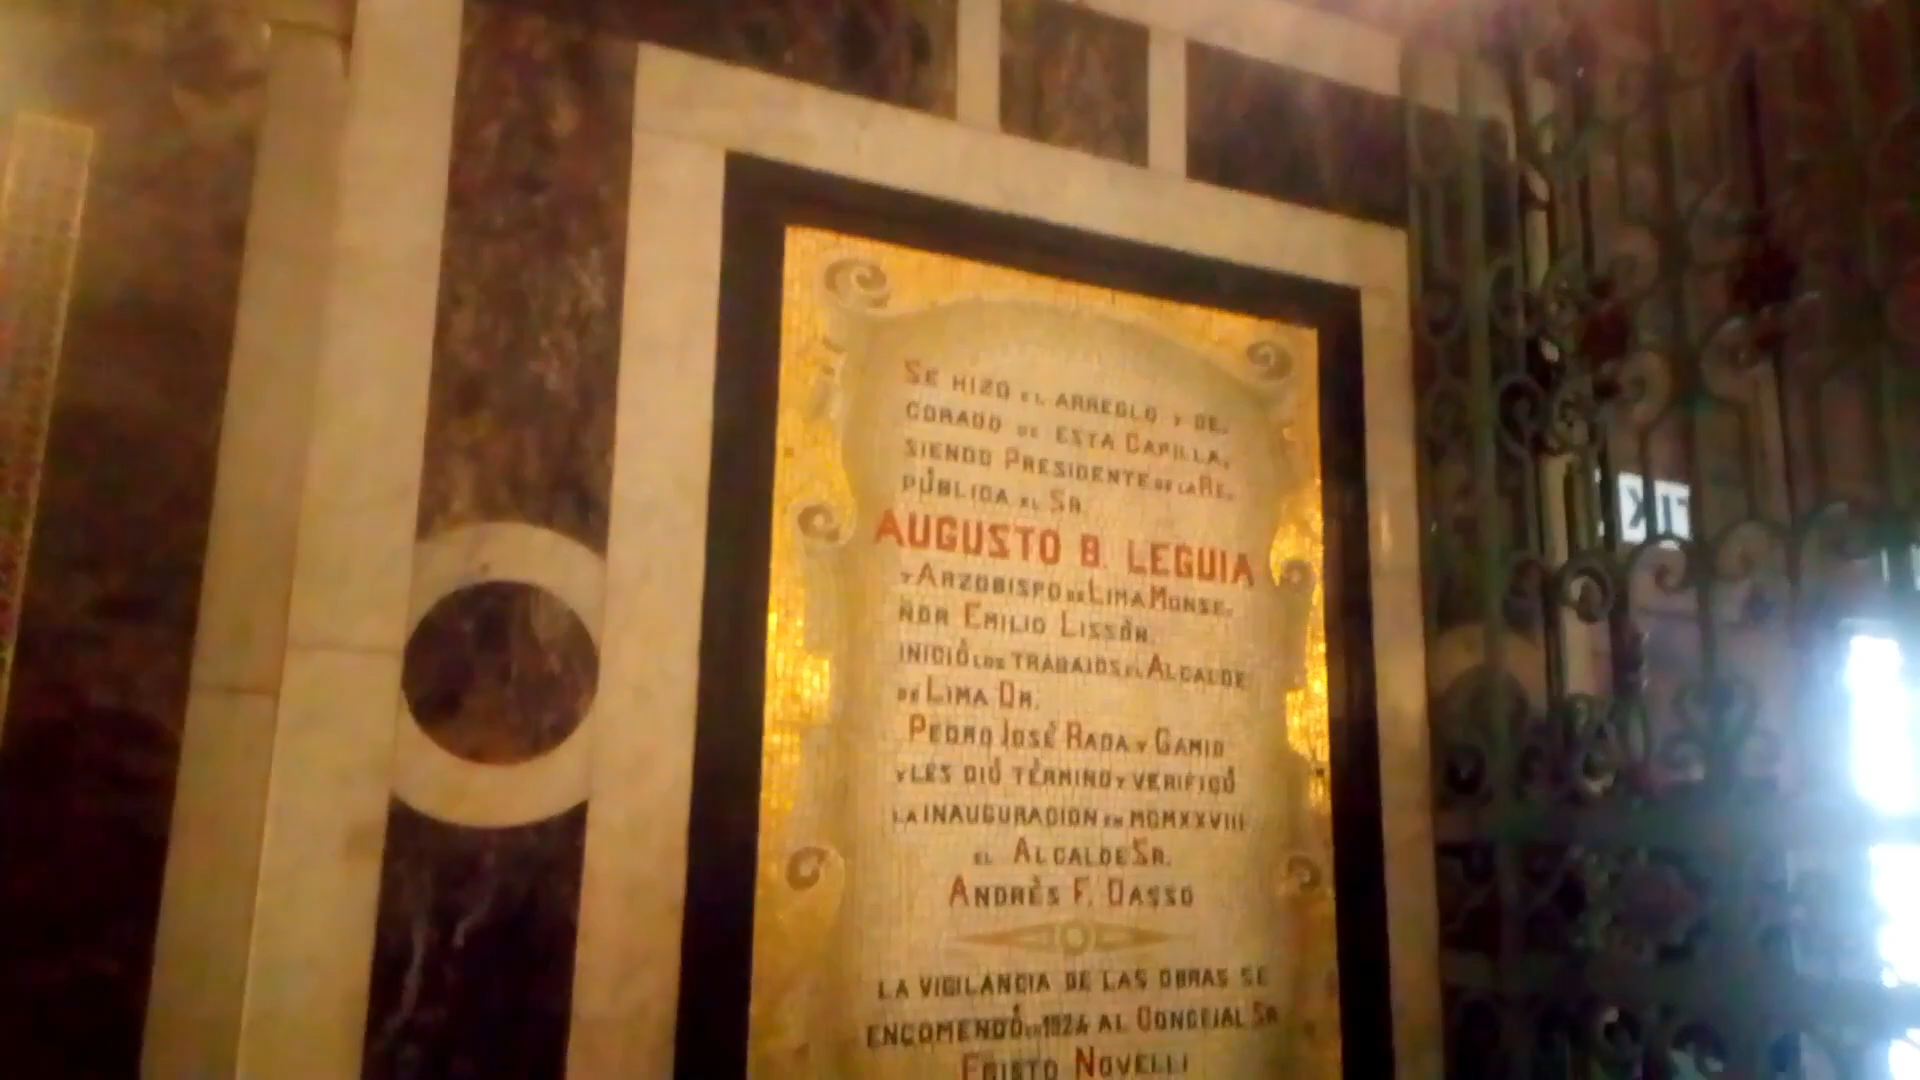 SE HIZO EL ARREGLO Y DE-
CORADO DE ESTA CAPILLA,
SIENDO PRESIDENTE DE LA RE-
PÚBLICA EL SR.
AUGUSTO B. LEGUIA
Y ARZOBISPO DE LIMA MONSE-
ÑOR EMILIO LISSÓN.
INICIÓ LOS TRABAJOS EL ALCALDE
DE LIMA DR.
PEDRO JOSÉ RADA Y GAMIO
Y LES DIÓ TÉRMINO Y VERIFICÓ
LA INAUGURACION EN MCMXXVIII
EL ALCALDE SR.
ANDRÉS F. DASSO
LA VIGILANCIA DE LAS OBRAS SE
ENCOMENDÓ EN 1924 AL CONCEJAL SR
EGISTO NOVELLI
EXIT